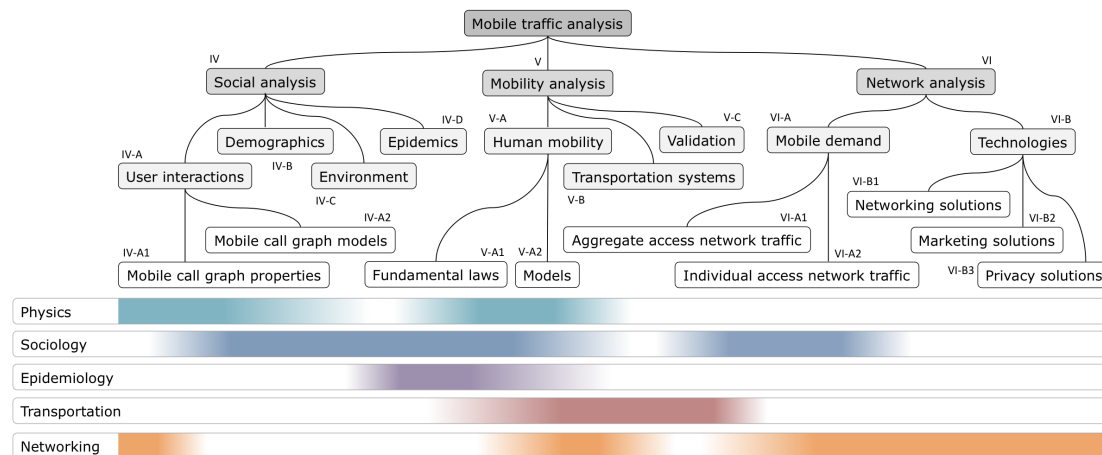 Mobile traffic analysis
IV
V
VI
Social analysis
Mobility analysis
Network analysis
IV-D
V-A
V-C
VI-A
VI-B
Demographics
Epidemics
Human mobility
Validation
Mobile demand
Technologies
IV-A
IV-B
User interactions
Environment
Transportation systems
VI-B1
IV-C
V-B
Networking solutions
IV-A2
VI-A1
VI-B2
Mobile call graph models
Aggregate access network traffic
Marketing solutions
IV-A1
V-A1
V-A2
VI-A2
VI-B3
Mobile call graph properties
Fundamental laws
Models
Individual access network traffic
Privacy solutions
Physics
Sociology
Epidemiology
Transportation
Networking